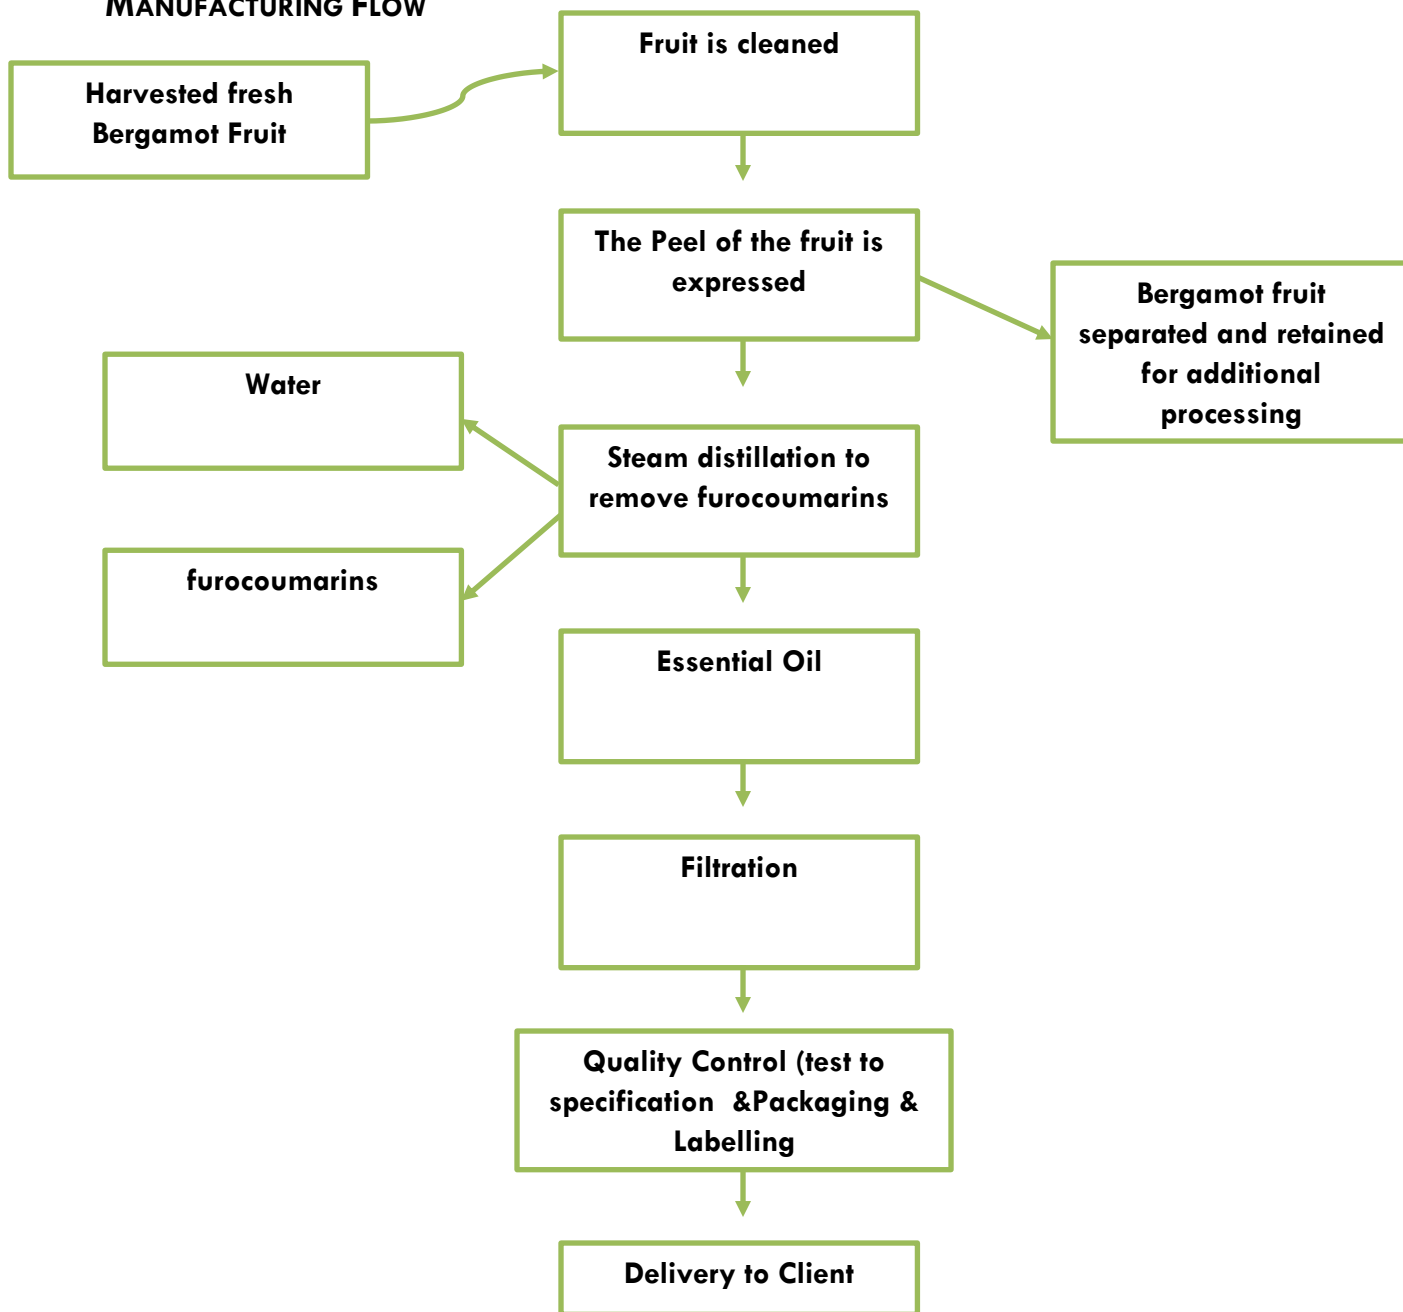 MANUFACTURING FLOW
Harvested fresh
Bergamot Fruit
Fruit is cleaned
The Peel of the fruit is
expressed
Bergamot fruit
separated and retained
for additional
processing
Water
Steam distillation to
remove furocoumarins
furocoumarins
Essential Oil
Filtration
Quality Control (test to
specification  &Packaging &
Labelling
Delivery to Client